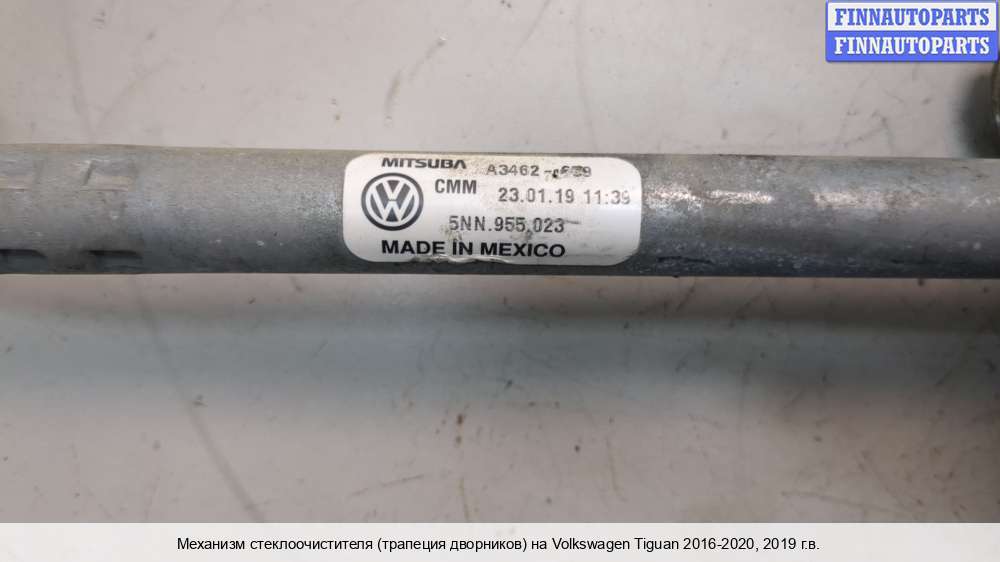 FINNAUTOPARTS
FINNAUTOPARTS
MITSUBA
CMM 23.01.19 11:39
5NN.955.023
MADE IN MEXICO
Механизм стеклоочистителя (трапеция дворников) на Volkswagen Tiguan 2016-2020, 2019 г.в.